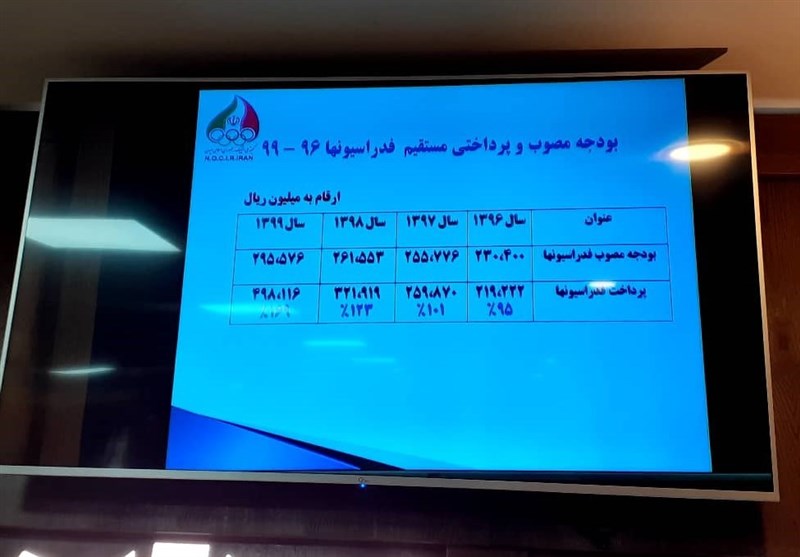 N.O.C.I.R.IRAN
بودجه مصوب و پرداختی مستقیم فدراسیونها ۹۶ – ۹۹
ارقام به میلیون ریال
عنوان سال ۱۳۹۶ سال ۱۳۹۷ سال ۱۳۹۸ سال ۱۳۹۹
بودجه مصوب فدراسیونها ۲۳۰،۴۰۰ ۲۵۵،۷۷۶ ۲۶۱،۵۵۳ ۲۹۵،۵۷۶
پرداخت فدراسیونها ۲۱۹،۲۲۲ ۲۵۹،۸۷۰ ۳۲۱،۹۱۹ ۴۹۸،۱۱۶
٪۹۵ ٪۱۰۱ ٪۱۲۳